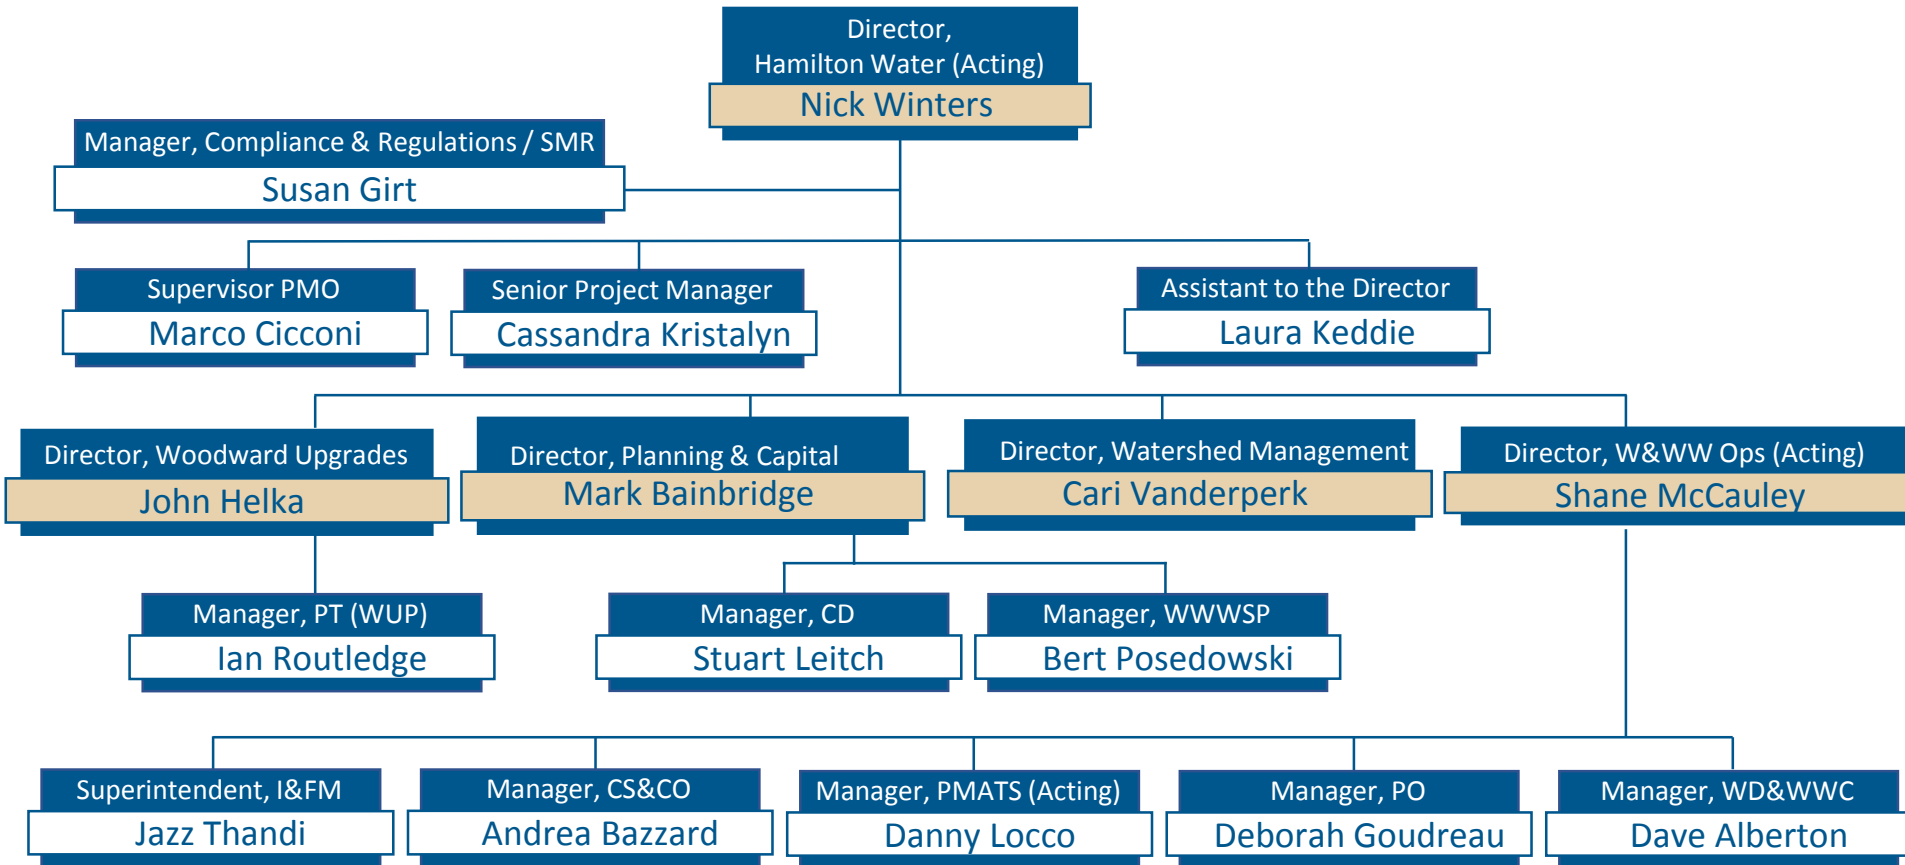 Director,
Hamilton Water (Acting)
Nick Winters
Manager, Compliance & Regulations / SMR
Susan Girt
Supervisor PMO
Marco Cicconi
Senior Project Manager
Cassandra Kristalyn
Assistant to the Director
Laura Keddie
Director, Woodward Upgrades
John Helka
Director, Planning & Capital
Mark Bainbridge
Director, Watershed Management
Cari Vanderperk
Director, W&WW Ops (Acting)
Shane McCauley
Manager, PT (WUP)
Ian Routledge
Manager, CD
Stuart Leitch
Manager, WWWSP
Bert Posedowski
Superintendent, I&FM
Jazz Thandi
Manager, CS&CO
Andrea Bazzard
Manager, PMATS (Acting)
Danny Locco
Manager, PO
Deborah Goudreau
Manager, WD&WWC
Dave Alberton